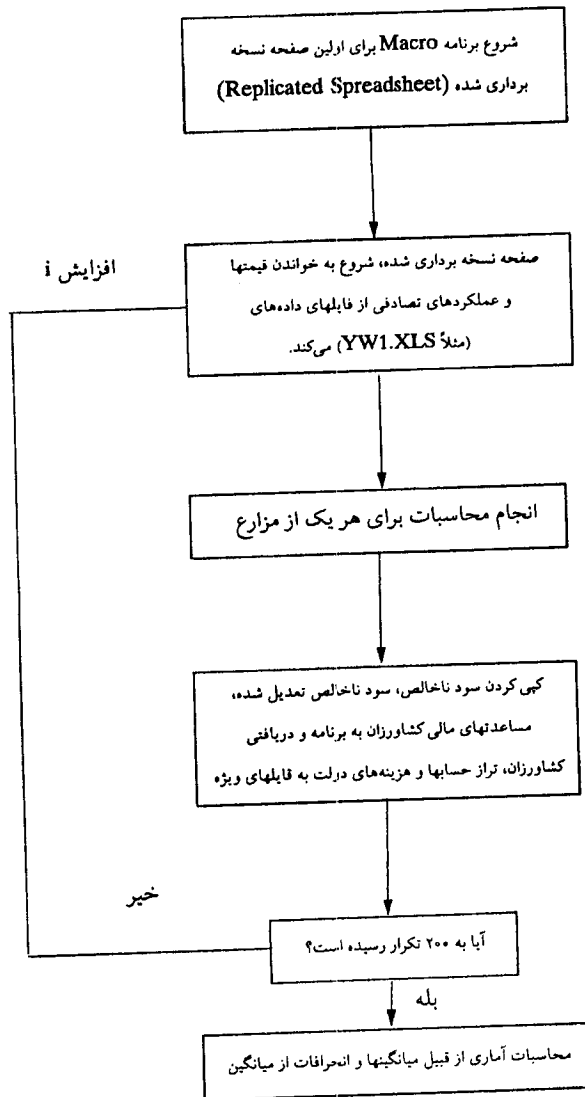 شروع برنامه Macro برای اولین صفحه نسخه
برداری شده (Replicated Spreadsheet)
افزایش i
صفحه نسخه برداری شده، شروع به خواندن قیمتها
و عملکردهای تصادفی از فایلهای داده‌های
(مثلاً YW1.XLS) می‌کند.
انجام محاسبات برای هر یک از مزارع
کپی کردن سود ناخالص، سود ناخالص تعدیل شده،
مساعدتهای مالی کشاورزان به برنامه و دریافتی
کشاورزان، تراز حسابها و هزینه‌های دولت به فایلهای ویژه
خیر
آیا به ۲۰۰ تکرار رسیده است؟
بله
محاسبات آماری از قبیل میانگینها و انحرافات از میانگین